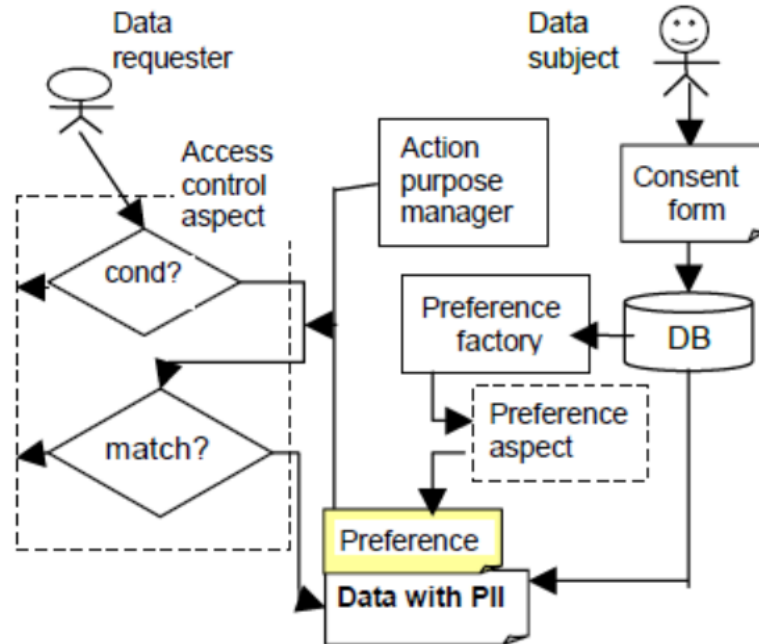 Data
requester
Data
subject
Access
control
aspect
Action
purpose
manager
Consent
form
cond?
Preference
factory
DB
match?
Preference
aspect
Preference
Data with PII